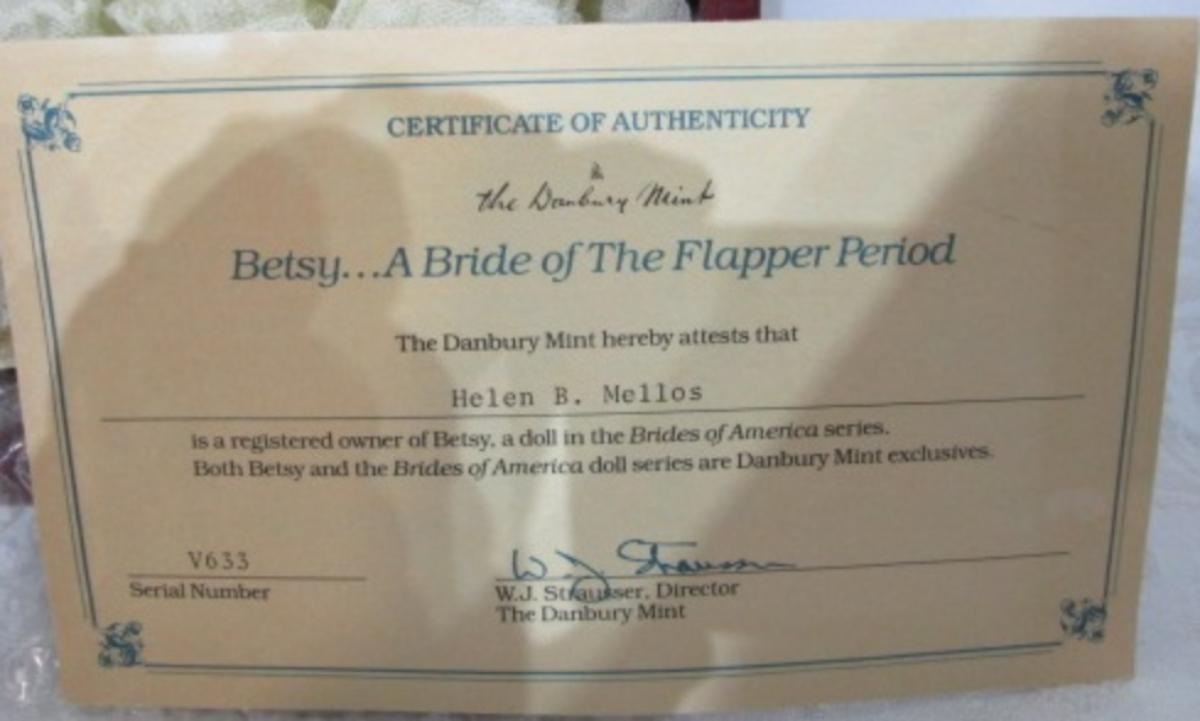 CERTIFICATE OF AUTHENTICITY
the Danbury Mint
Betsy...A Bride of The Flapper Period
The Danbury Mint hereby attests that
Helen B. Mellos
is a registered owner of Betsy, a doll in the Brides of America series.
Both Betsy and the Brides of America doll series are Danbury Mint exclusives.
V633
Serial Number
W. J. Strausser
W.J. Strausser, Director
The Danbury Mint